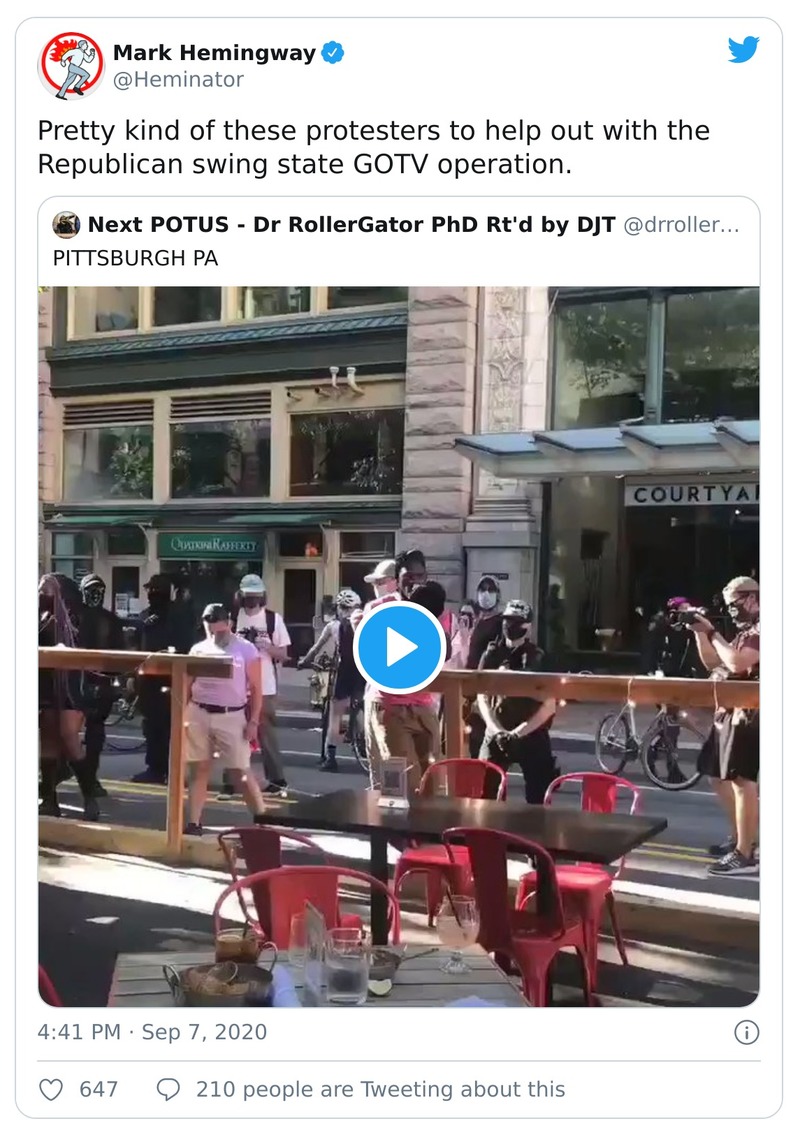 Mark Hemingway
@Heminator
Pretty kind of these protesters to help out with the
Republican swing state GOTV operation.
Next POTUS - Dr RollerGator PhD Rt'd by DJT @drroller…
PITTSBURGH PA
COURTYA
QUATRINI RAFFERTY
4:41 PM · Sep 7, 2020
647
210 people are Tweeting about this